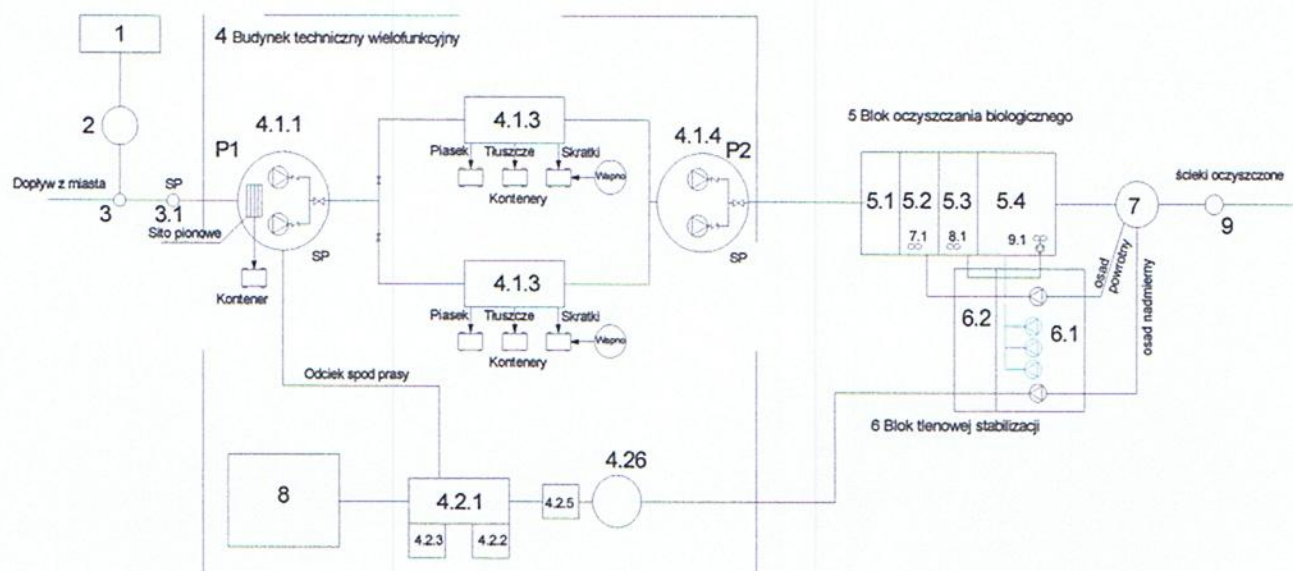 1
4 Budynek techniczny wielofunkcyjny
2
4.1.1
P1
4.1.3
Piasek Tłuszcze Skratki
Wapno
Kontenery
4.1.4
P2
SP
5 Blok oczyszczania biologicznego
5.1 5.2 5.3 5.4
7.1 8.1 9.1
Dopływ z miasta
SP
3
3.1
Sito pionowe
SP
Kontener
4.1.3
Piasek Tłuszcze Skratki
Wapno
Kontenery
7
ścieki oczyszczone
9
osad powrotny
osad nadmierny
6.2 6.1
6 Blok tlenowej stabilizacji
Odciek spod prasy
8
4.2.1
4.2.3 4.2.2
4.2.5
4.26